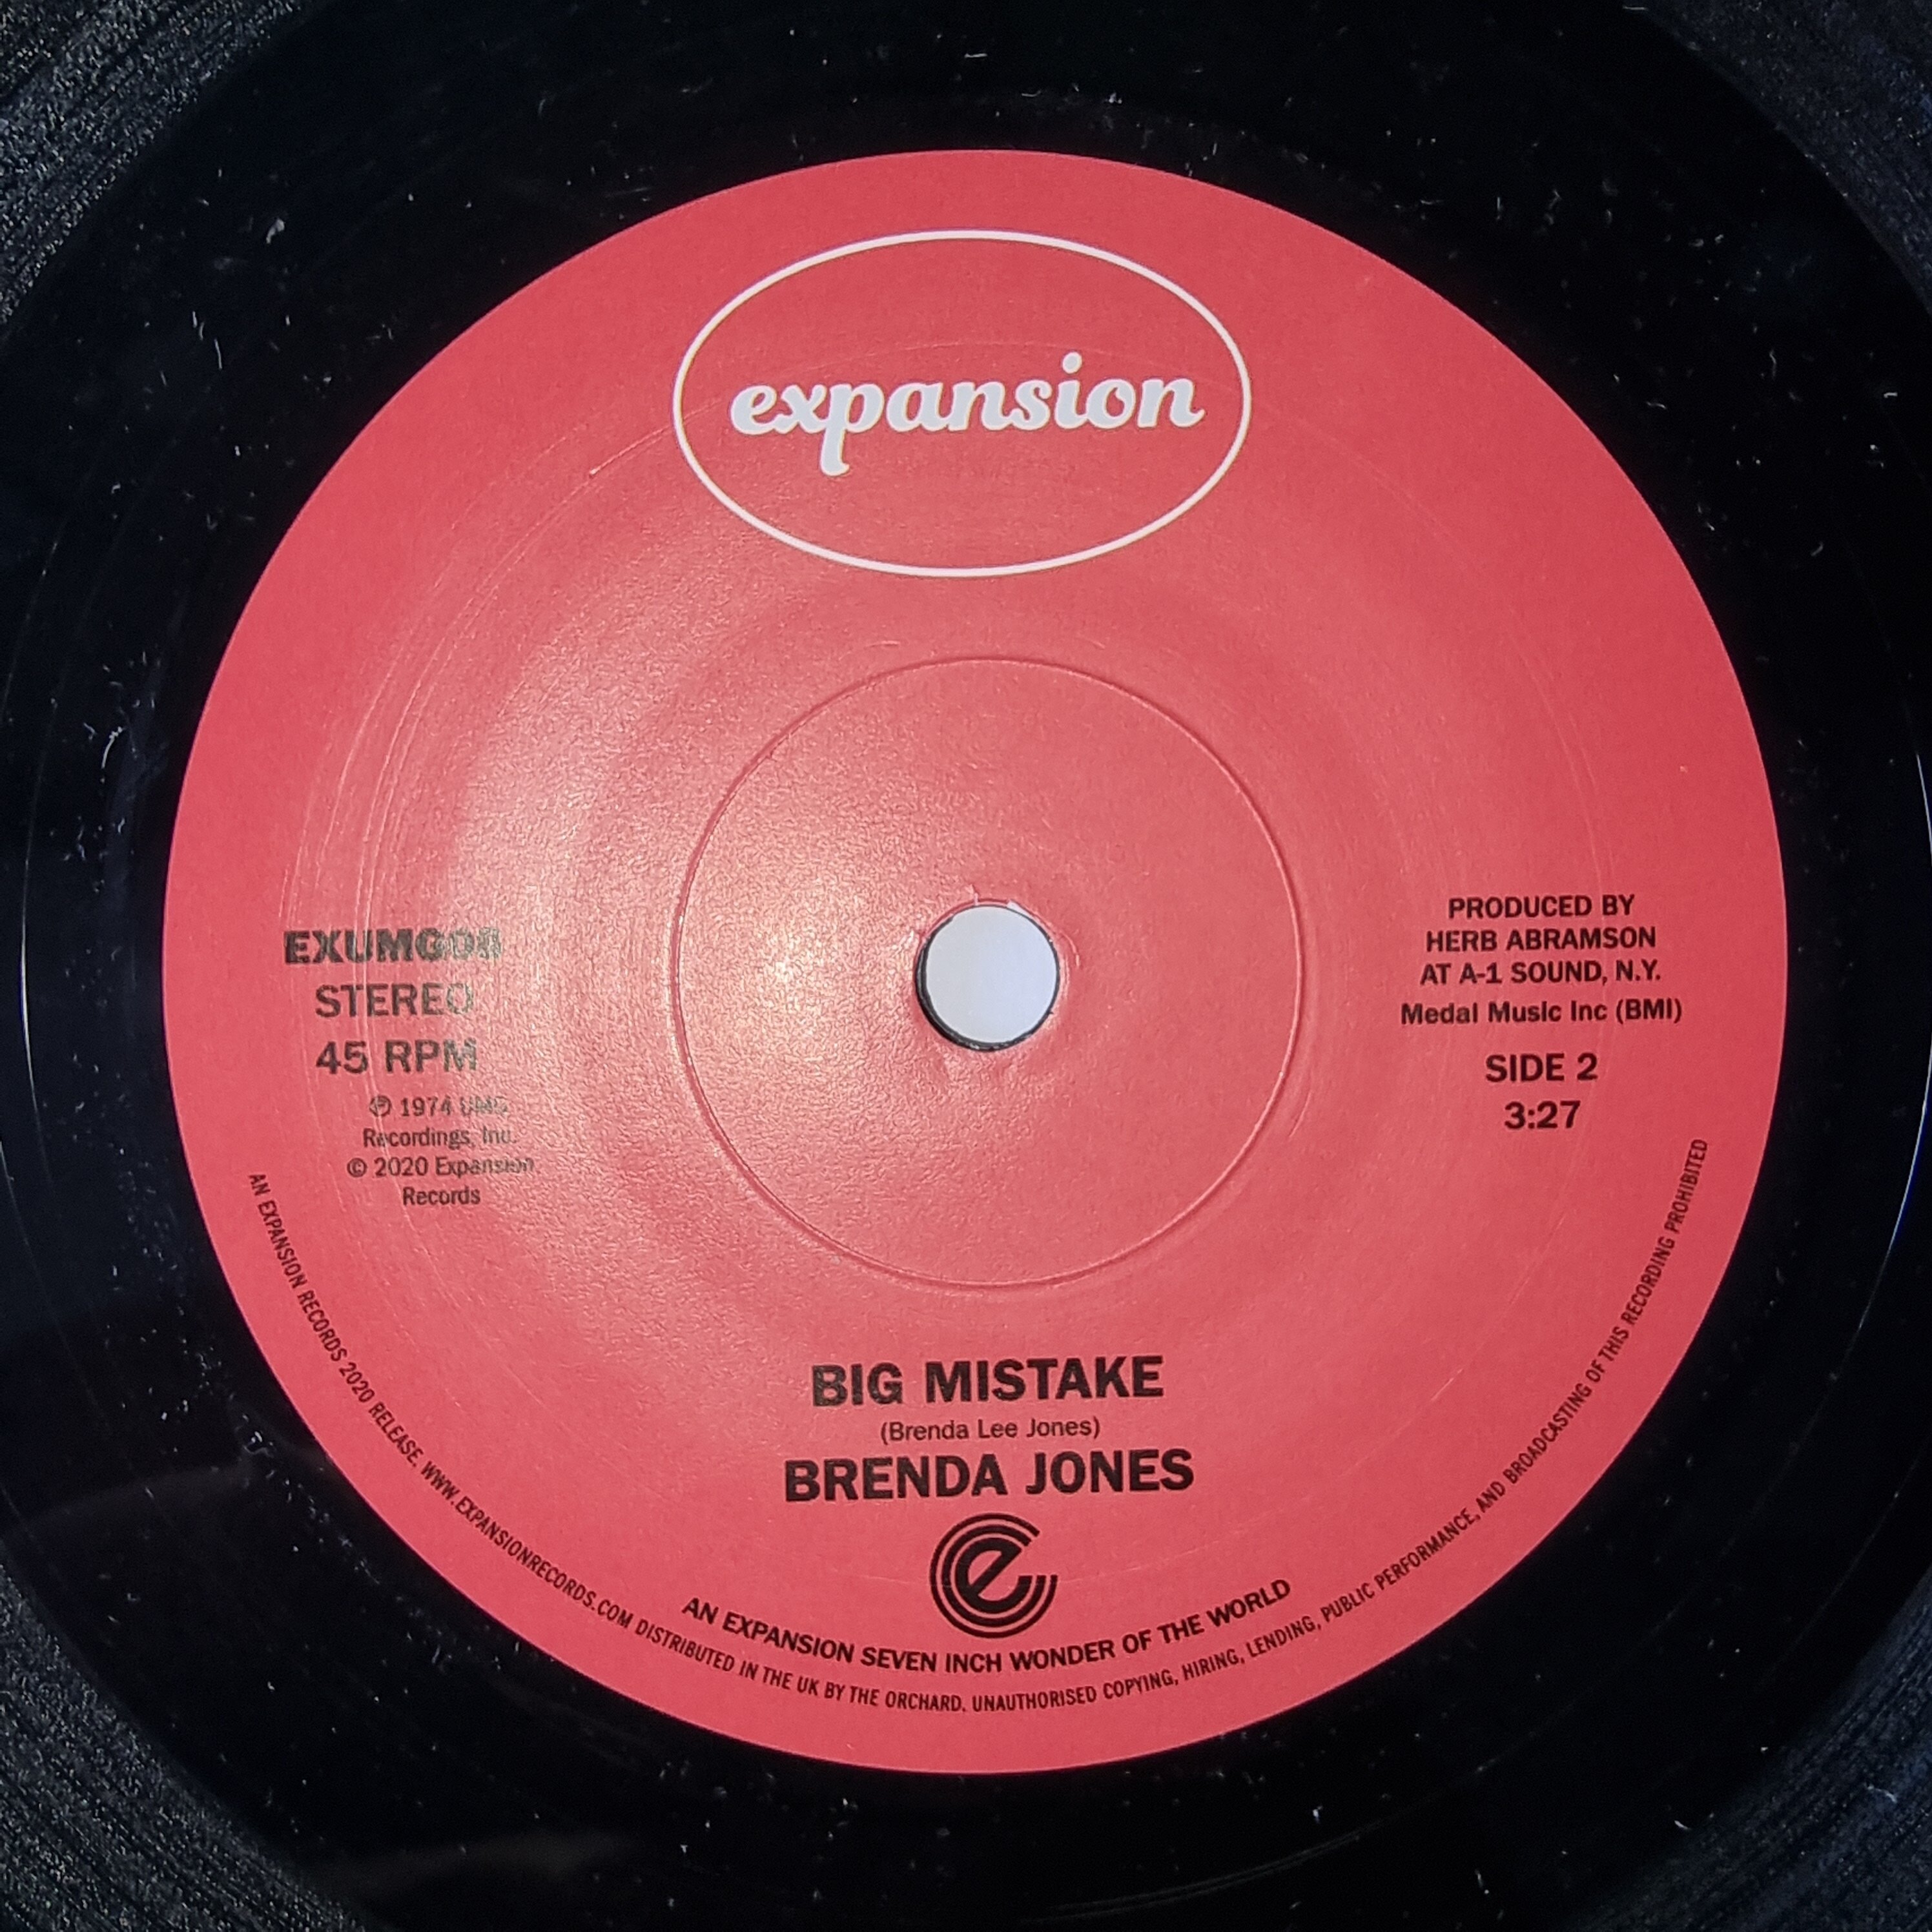 expansion
EXUMG08
STEREO
45 RPM
℗ 1974 UMG
Recordings, Inc.
© 2020 Expansion
Records
PRODUCED BY
HERB ABRAMSON
AT A-1 SOUND, N.Y.
Medal Music Inc (BMI)
SIDE 2
3:27
BIG MISTAKE
(Brenda Lee Jones)
BRENDA JONES
e
AN EXPANSION SEVEN INCH WONDER OF THE WORLD
AN EXPANSION RECORDS 2020 RELEASE. WWW.EXPANSIONRECORDS.COM DISTRIBUTED IN THE UK BY THE ORCHARD. UNAUTHORISED COPYING, HIRING, LENDING, PUBLIC PERFORMANCE, AND BROADCASTING OF THIS RECORDING PROHIBITED